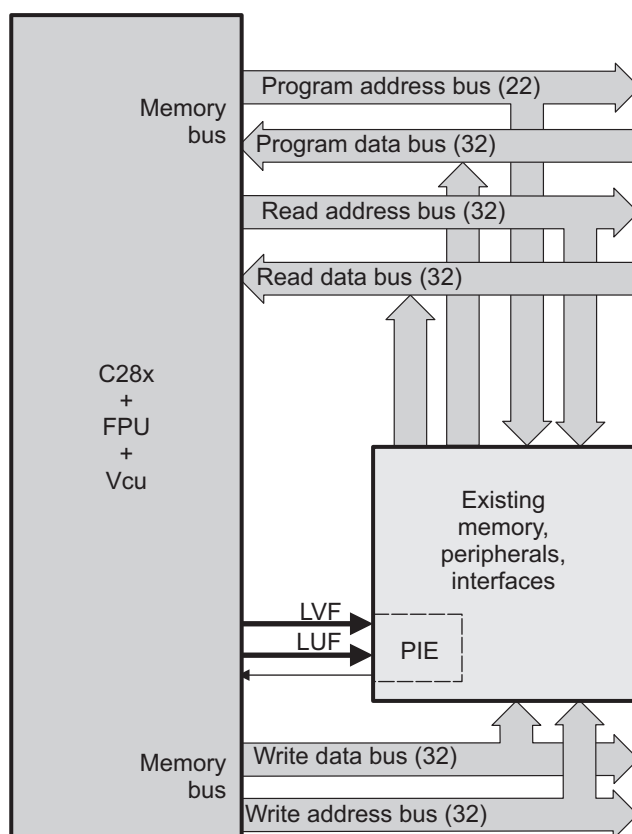 Program address bus (22)
Memory
bus
Program data bus (32)
Read address bus (32)
Read data bus (32)
C28x
+
FPU
+
Vcu
Existing
memory,
peripherals,
interfaces
LVF
LUF
PIE
Memory
bus
Write data bus (32)
Write address bus (32)